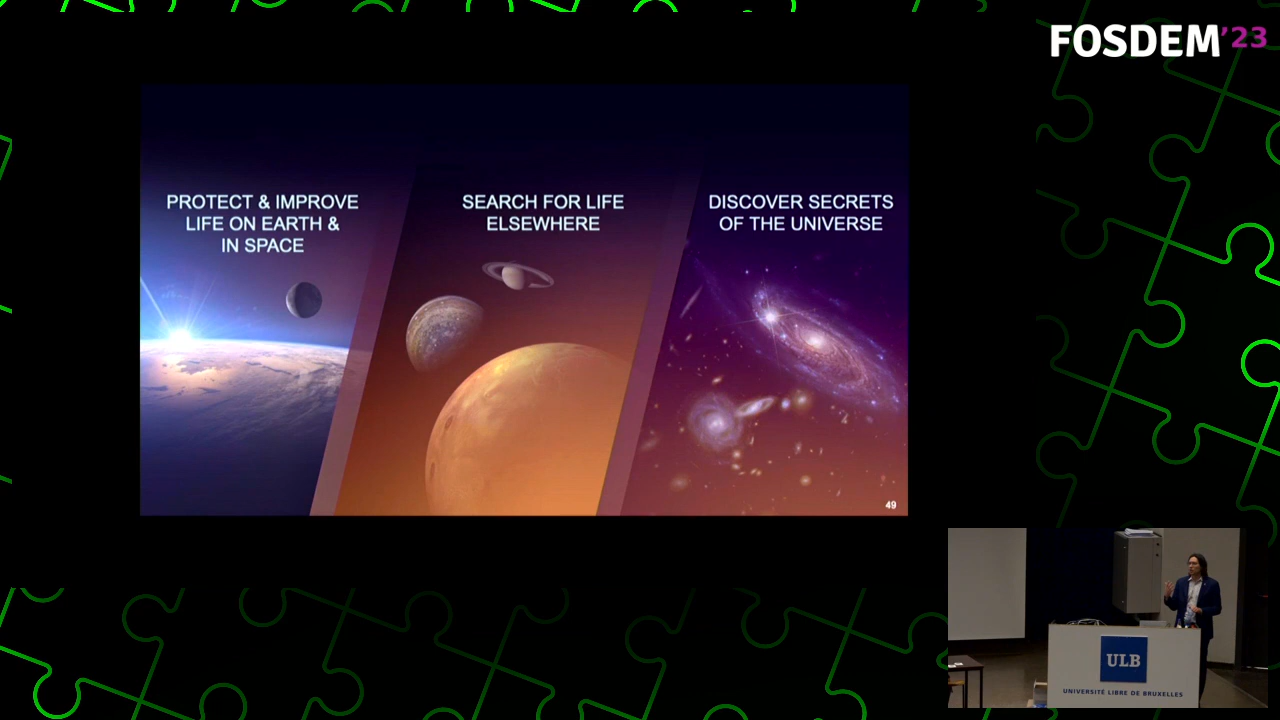 FOSDEM'23
PROTECT & IMPROVE
LIFE ON EARTH &
IN SPACE
SEARCH FOR LIFE
ELSEWHERE
DISCOVER SECRETS
OF THE UNIVERSE
49
ULB
UNIVERSITÉ LIBRE DE BRUXELLES